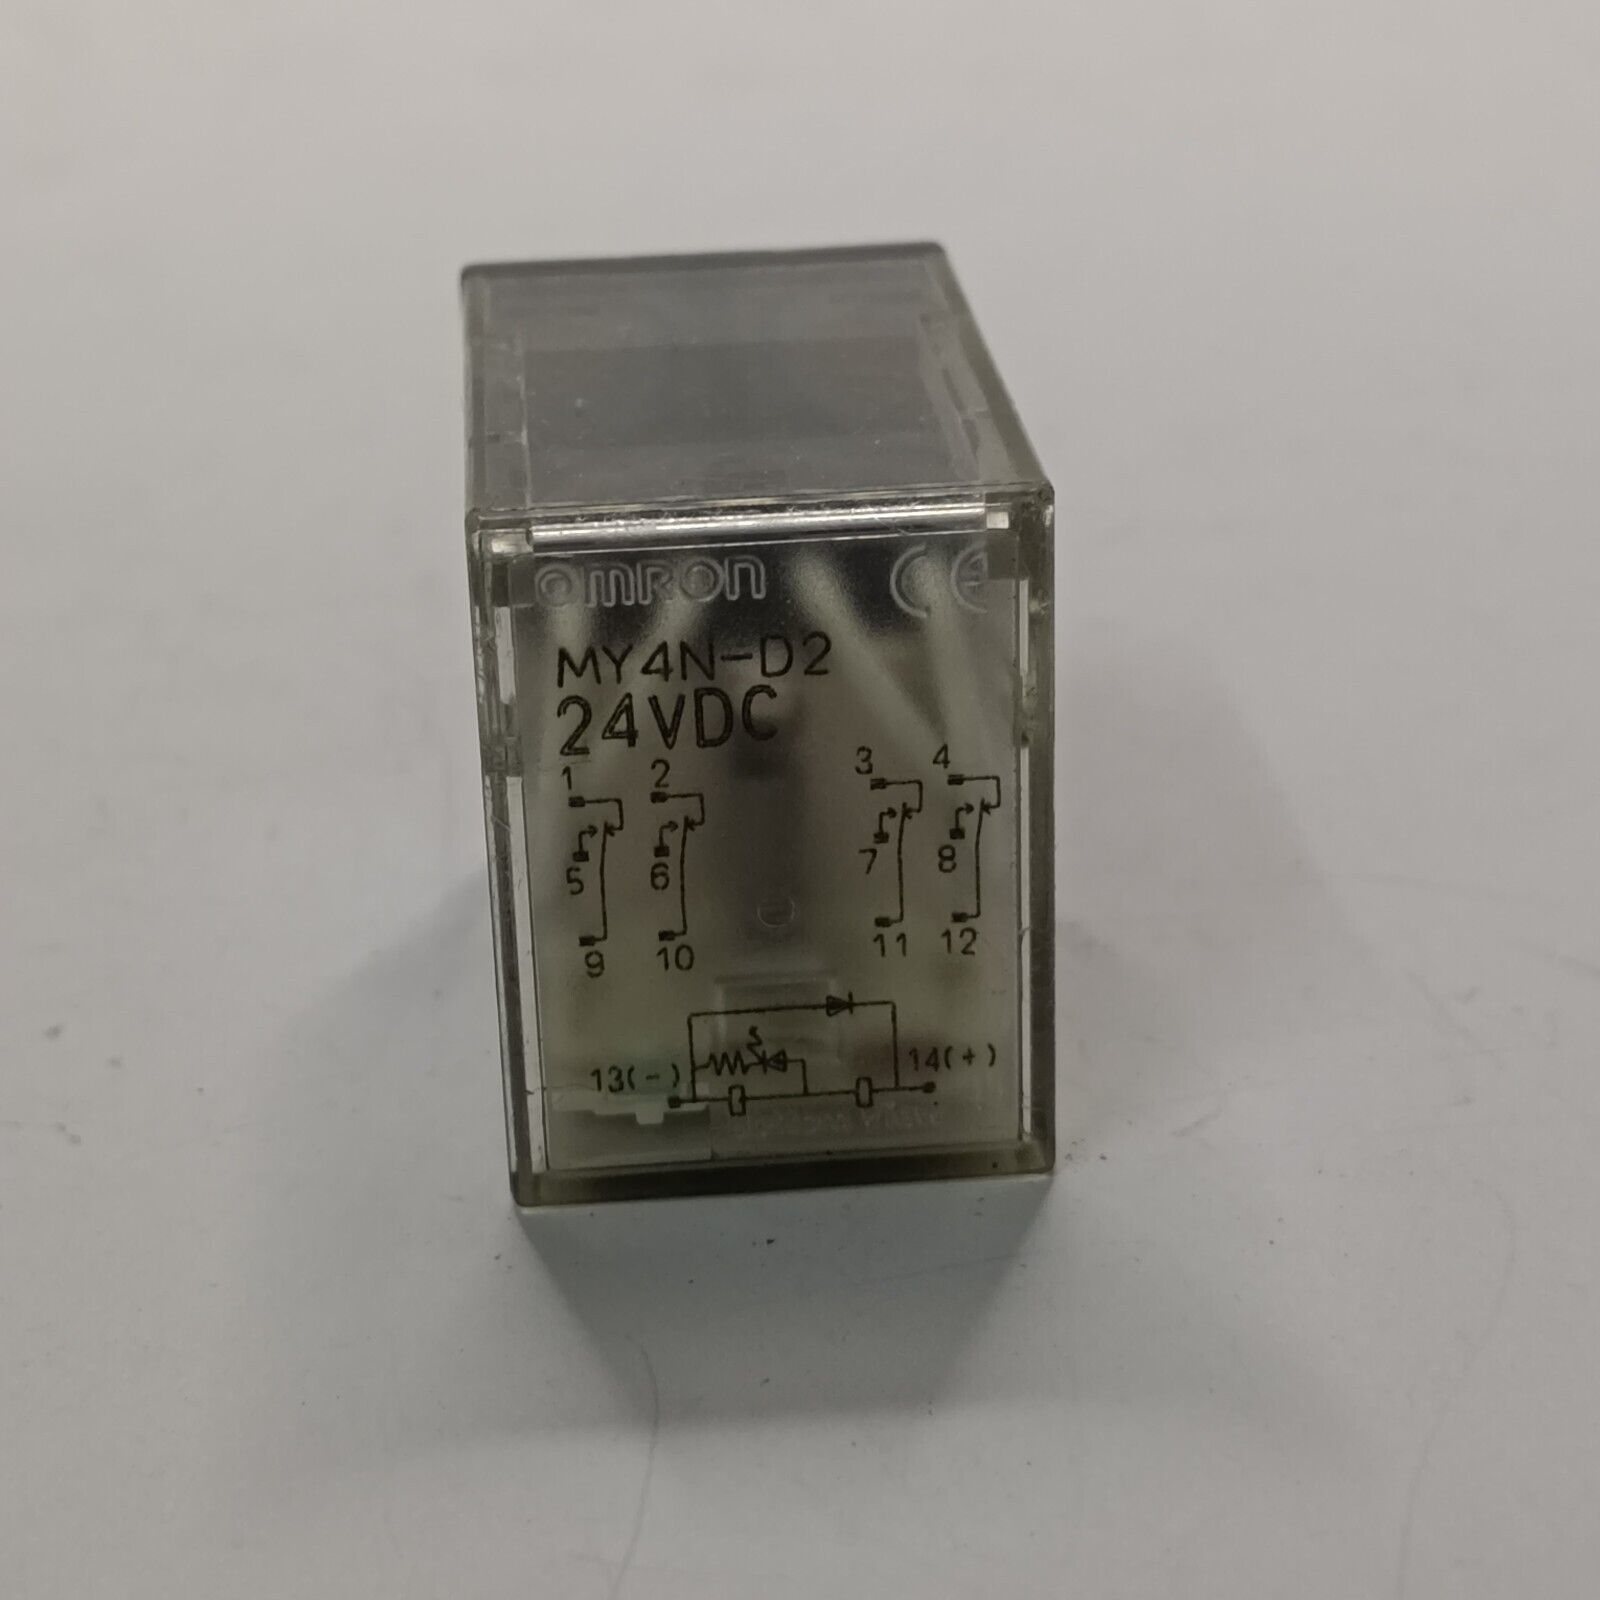 omron CE
MY4N-D2
24VDC
1 2 3 4
5 6 7 8
9 10 11 12
13(-) 14(+)